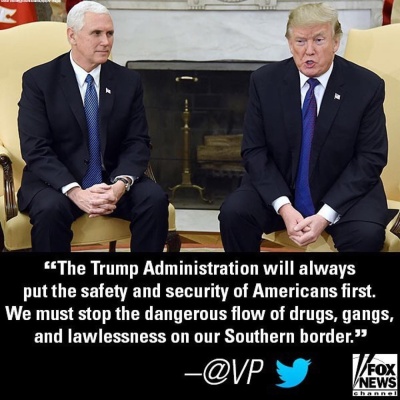 “The Trump Administration will always
put the safety and security of Americans first.
We must stop the dangerous flow of drugs, gangs,
and lawlessness on our Southern border.”
—@VP
FOX
NEWS
channel